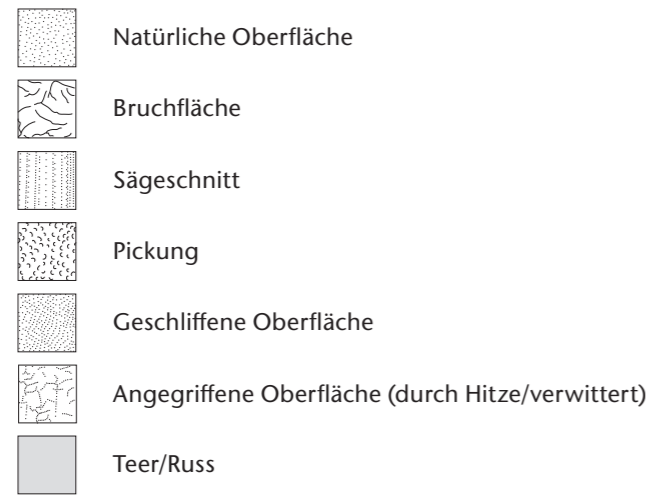 Natürliche Oberfläche
Bruchfläche
Sägeschnitt
Pickung
Geschliffene Oberfläche
Angegriffene Oberfläche (durch Hitze/verwittert)
Teer/Russ